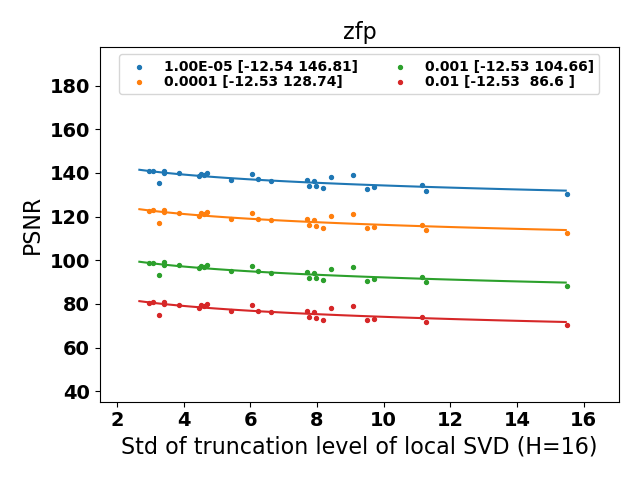 zfp
1.00E-05 [-12.54 146.81]
0.0001 [-12.53 128.74]
0.001 [-12.53 104.66]
0.01 [-12.53  86.6 ]
PSNR
180
160
140
120
100
80
60
40
2 4 6 8 10 12 14 16
Std of truncation level of local SVD (H=16)